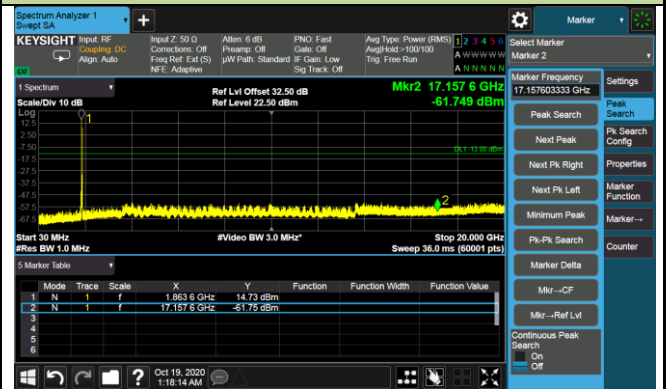 Spectrum Analyzer 1
Swept SA
+
Marker
KEYSIGHT
Input: RF
Coupling: DC
Align: Auto
Input Z: 50 Ω
Corrections: Off
Freq Ref: Ext (S)
NFE: Adaptive
Atten: 6 dB
Preamp: Off
µW Path: Standard
PNO: Fast
Gate: Off
IF Gain: Low
Sig Track: Off
Avg Type: Power (RMS)
Avg|Hold:>100/100
Trig: Free Run
1 2 3 4 5 6
A W W W W W
A N N N N N
LXI
Select Marker
Marker 2
1 Spectrum
Scale/Div 10 dB
Ref Lvl Offset 32.50 dB
Ref Level 22.50 dBm
Mkr2 17.157 6 GHz
-61.749 dBm
Log
12.5
2.50
-7.50
-17.5
-27.5
-37.5
-47.5
-57.5
-67.5
1
DL1 -13.00 dBm
2
Start 30 MHz
#Res BW 1.0 MHz
#Video BW 3.0 MHz*
Stop 20.000 GHz
Sweep 36.0 ms (60001 pts)
5 Marker Table
Mode Trace Scale X Y Function Function Width Function Value
1 N 1 f 1.863 6 GHz 14.73 dBm
2 N 1 f 17.157 6 GHz -61.75 dBm
3
4
5
6
Marker Frequency
17.157603333 GHz
Peak Search
Next Peak
Next Pk Right
Next Pk Left
Minimum Peak
Pk-Pk Search
Marker Delta
Mkr→CF
Mkr→Ref Lvl
Continuous Peak
Search
On
Off
Settings
Peak
Search
Pk Search
Config
Properties
Marker
Function
Marker→
Counter
?
Oct 19, 2020
1:18:14 AM